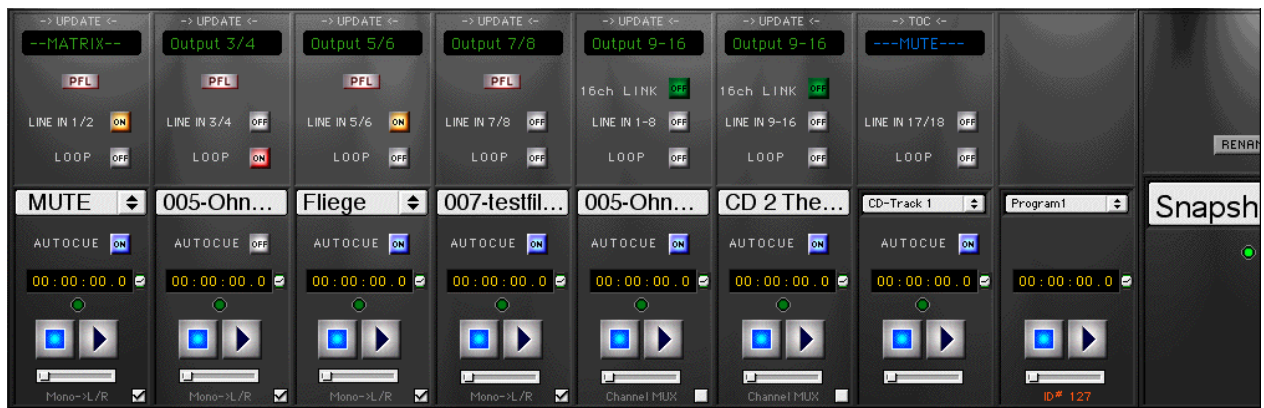 -> UPDATE <- -> UPDATE <- -> UPDATE <- -> UPDATE <- -> UPDATE <- -> UPDATE <- -> TOC <-
--MATRIX-- Output 3/4 Output 5/6 Output 7/8 Output 9-16 Output 9-16 ---MUTE---
PFL PFL PFL PFL
16ch LINK OFF 16ch LINK OFF
LINE IN 1/2 ON LINE IN 3/4 OFF LINE IN 5/6 ON LINE IN 7/8 OFF LINE IN 1-8 OFF LINE IN 9-16 OFF LINE IN 17/18 OFF
RENAM
LOOP OFF LOOP ON LOOP OFF LOOP OFF LOOP OFF LOOP OFF LOOP OFF
MUTE 005-Ohn... Fliege 007-testfil... 005-Ohn... CD 2 The... CD-Track 1 Program1 Snapsh
AUTOCUE ON AUTOCUE OFF AUTOCUE ON AUTOCUE ON AUTOCUE ON AUTOCUE ON AUTOCUE ON
00:00:00.0 00:00:00.0 00:00:00.0 00:00:00.0 00:00:00.0 00:00:00.0 00:00:00.0 00:00:00.0
Mono->L/R Mono->L/R Mono->L/R Mono->L/R Channel MUX Channel MUX ID# 127